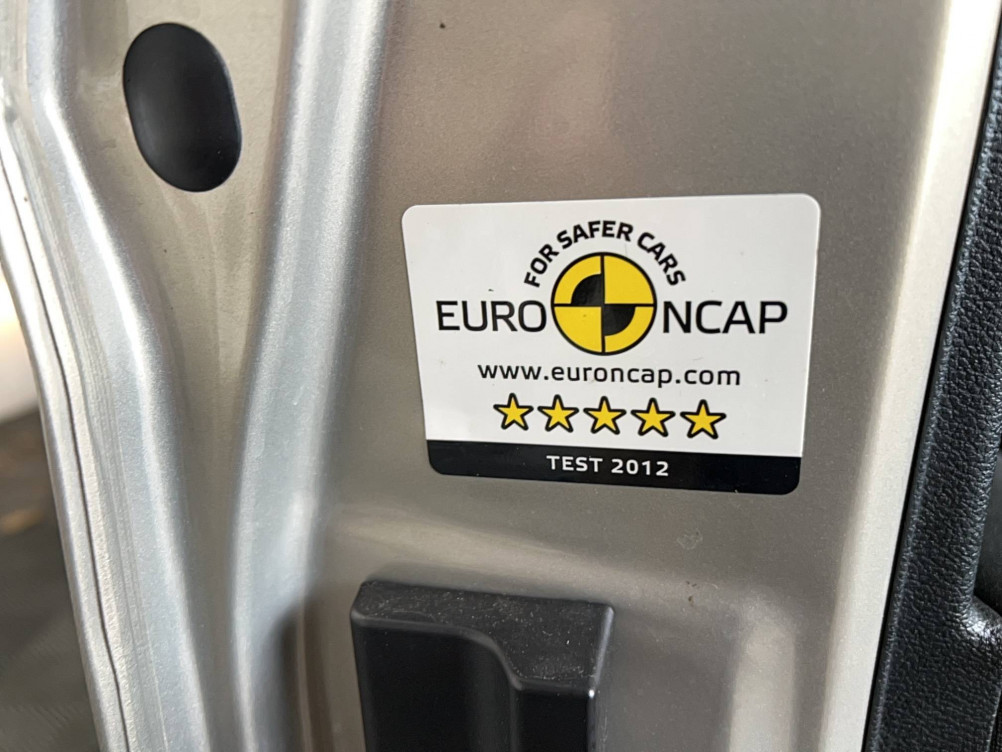 FOR SAFER CARS
EURO NCAP
www.euroncap.com
TEST 2012